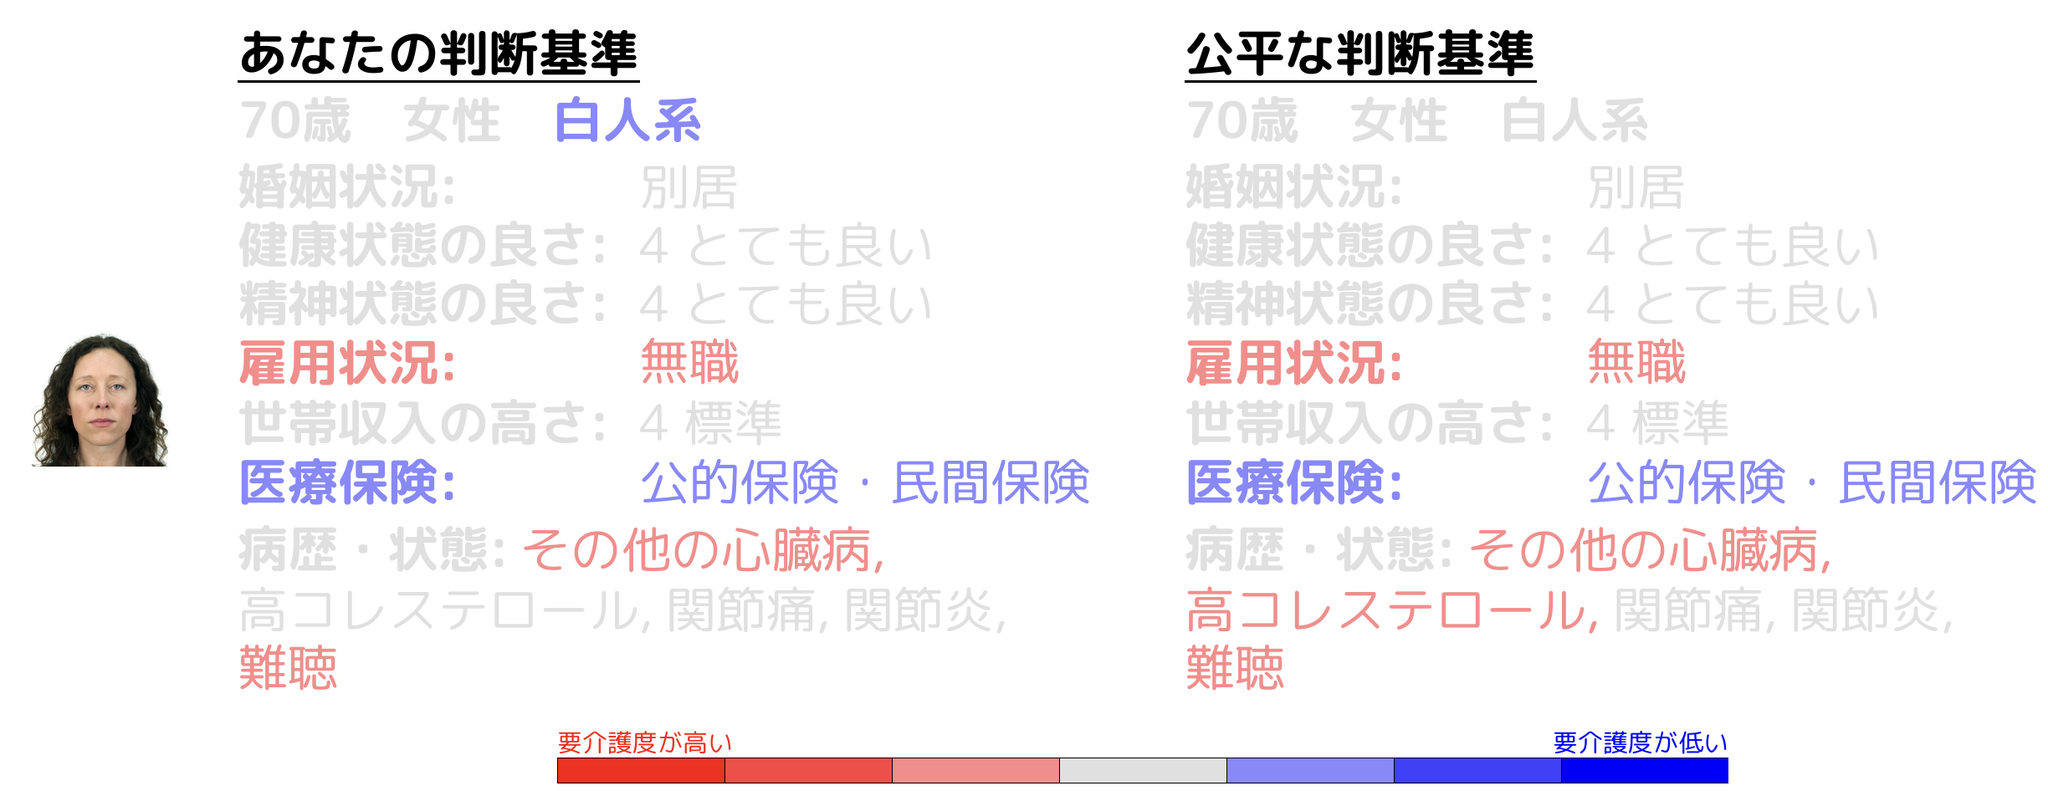 あなたの判断基準
70歳 女性 白人系
婚姻状況: 別居
健康状態の良さ: 4 とても良い
精神状態の良さ: 4 とても良い
雇用状況: 無職
世帯収入の高さ: 4 標準
医療保険: 公的保険・民間保険
病歴・状態: その他の心臓病,
高コレステロール, 関節痛, 関節炎,
難聴
公平な判断基準
70歳 女性 白人系
婚姻状況: 別居
健康状態の良さ: 4 とても良い
精神状態の良さ: 4 とても良い
雇用状況: 無職
世帯収入の高さ: 4 標準
医療保険: 公的保険・民間保険
病歴・状態: その他の心臓病,
高コレステロール, 関節痛, 関節炎,
難聴
要介護度が高い
要介護度が低い